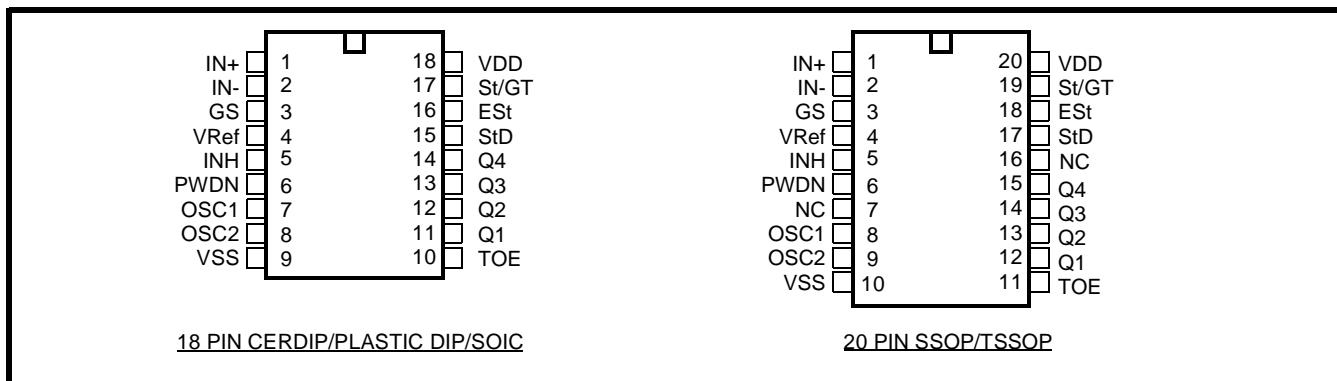 IN+ 1 18 VDD
IN- 2 17 St/GT
GS 3 16 ESt
VRef 4 15 StD
INH 5 14 Q4
PWDN 6 13 Q3
OSC1 7 12 Q2
OSC2 8 11 Q1
VSS 9 10 TOE
18 PIN CERDIP/PLASTIC DIP/SOIC
IN+ 1 20 VDD
IN- 2 19 St/GT
GS 3 18 ESt
VRef 4 17 StD
INH 5 16 NC
PWDN 6 15 Q4
NC 7 14 Q3
OSC1 8 13 Q2
OSC2 9 12 Q1
VSS 10 11 TOE
20 PIN SSOP/TSSOP